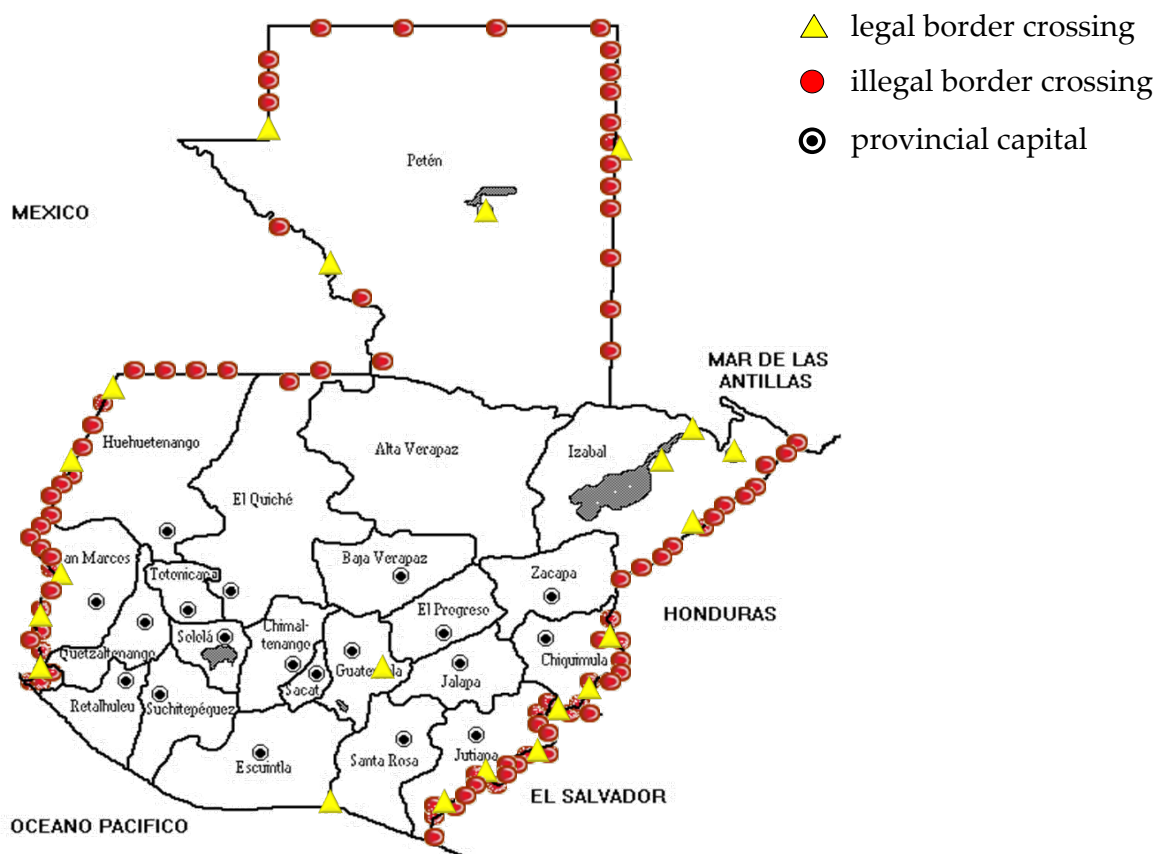 legal border crossing
illegal border crossing
provincial capital
Petén
MEXICO
MAR DE LAS
ANTILLAS
Huehuetenango
Alta Verapaz
Izabal
El Quiché
an Marcos
Baja Verapaz
Totonicapa
Zacapa
El Progreso
HONDURAS
Chimal-
tenango
Sololá
Quetzaltenango
Chiquimula
Jalapa
Sacat
Retalhuleu
Suchitepéquez
Jutiapa
Santa Rosa
Escuintla
EL SALVADOR
OCEANO PACIFICO